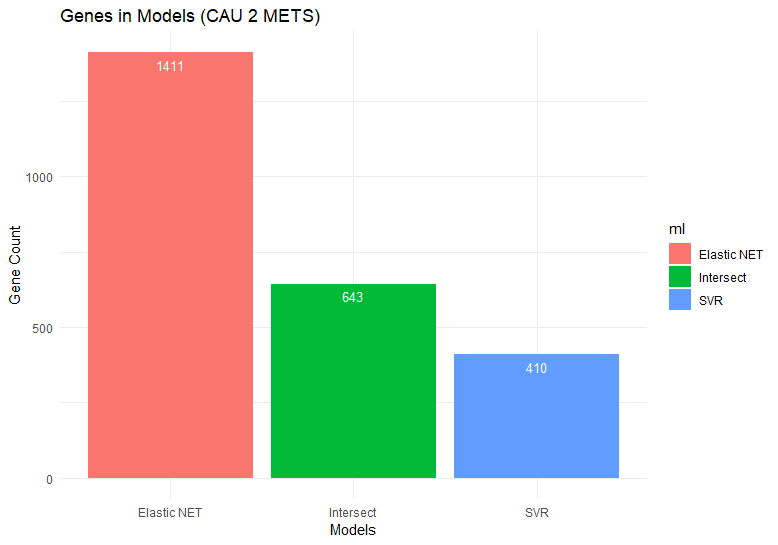 Genes in Models (CAU 2 METS)
1411
643
410
1000
500
0
Gene Count
Elastic NET
Intersect
SVR
Models
ml
Elastic NET
Intersect
SVR